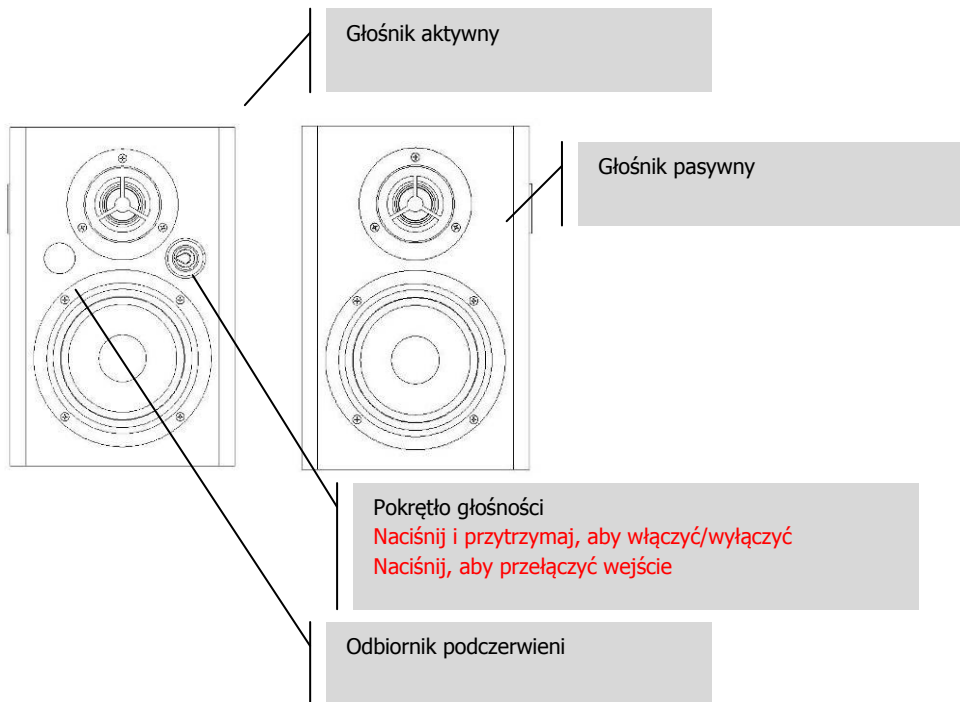 Głośnik aktywny
Głośnik pasywny
Pokrętło głośności
Naciśnij i przytrzymaj, aby włączyć/wyłączyć
Naciśnij, aby przełączyć wejście
Odbiornik podczerwieni